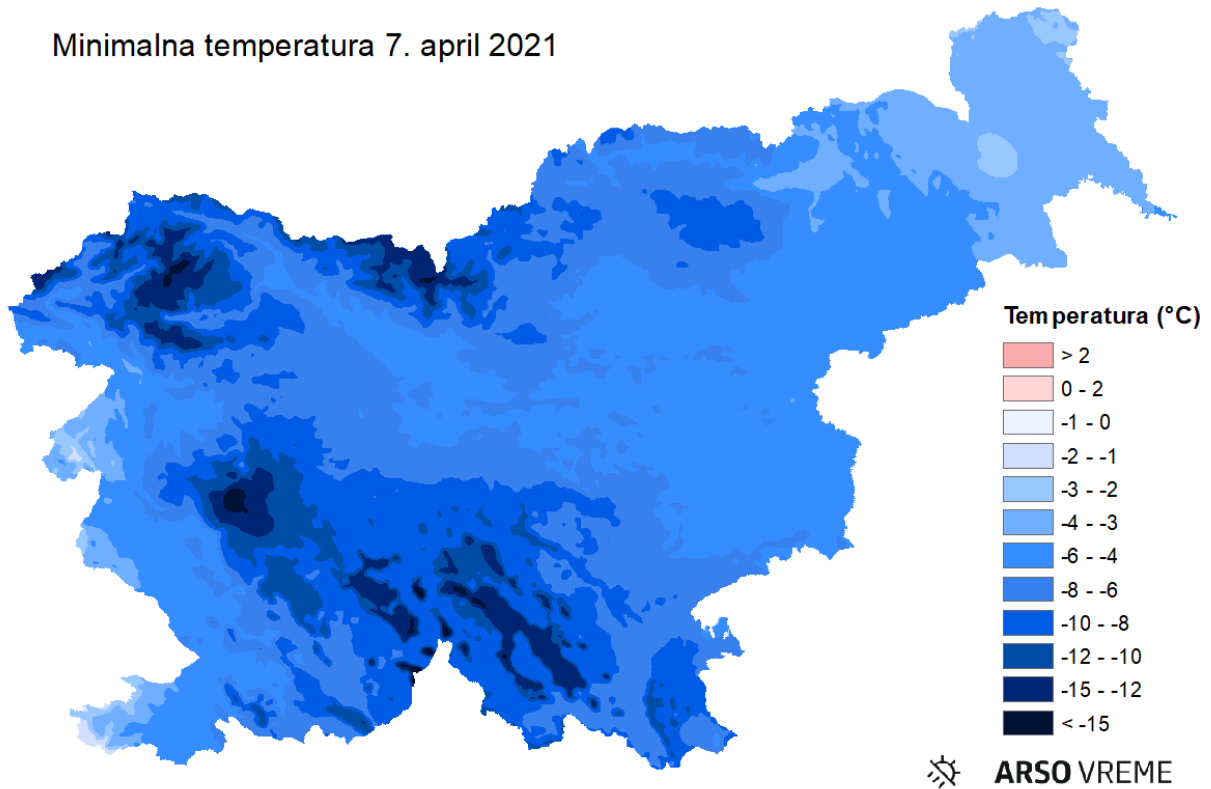 Minimalna temperatura 7. april 2021
Temperatura (°C)
> 2
0 - 2
-1 - 0
-2 - -1
-3 - -2
-4 - -3
-6 - -4
-8 - -6
-10 - -8
-12 - -10
-15 - -12
< -15
ARSO VREME